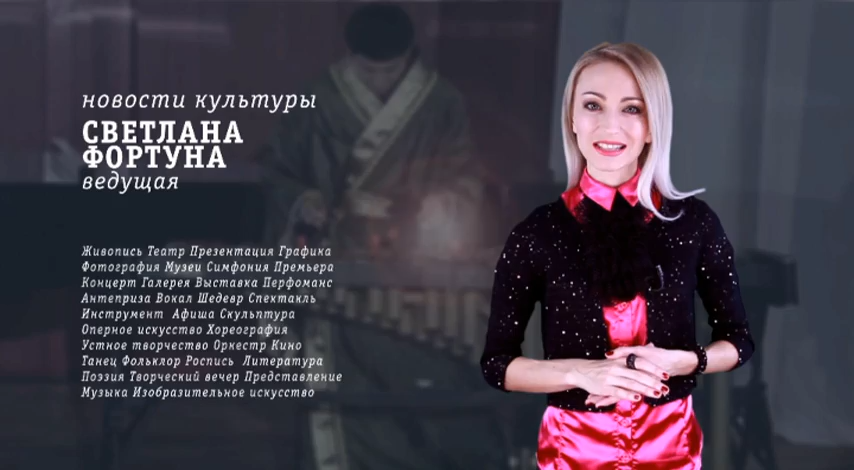 новости культуры
СВЕТЛАНА
ФОРТУНА
ведущая
Живопись Театр Презентация Графика
Фотография Музеи Симфония Премьера
Концерт Галерея Выставка Перфоманс
Антеприза Вокал Шедевр Спектакль
Инструмент Афиша Скульптура
Оперное искусство Хореография
Устное творчество Оркестр Кино
Танец Фольклор Роспись Литература
Поэзия Творческий вечер Представление
Музыка Изобразительное искусство